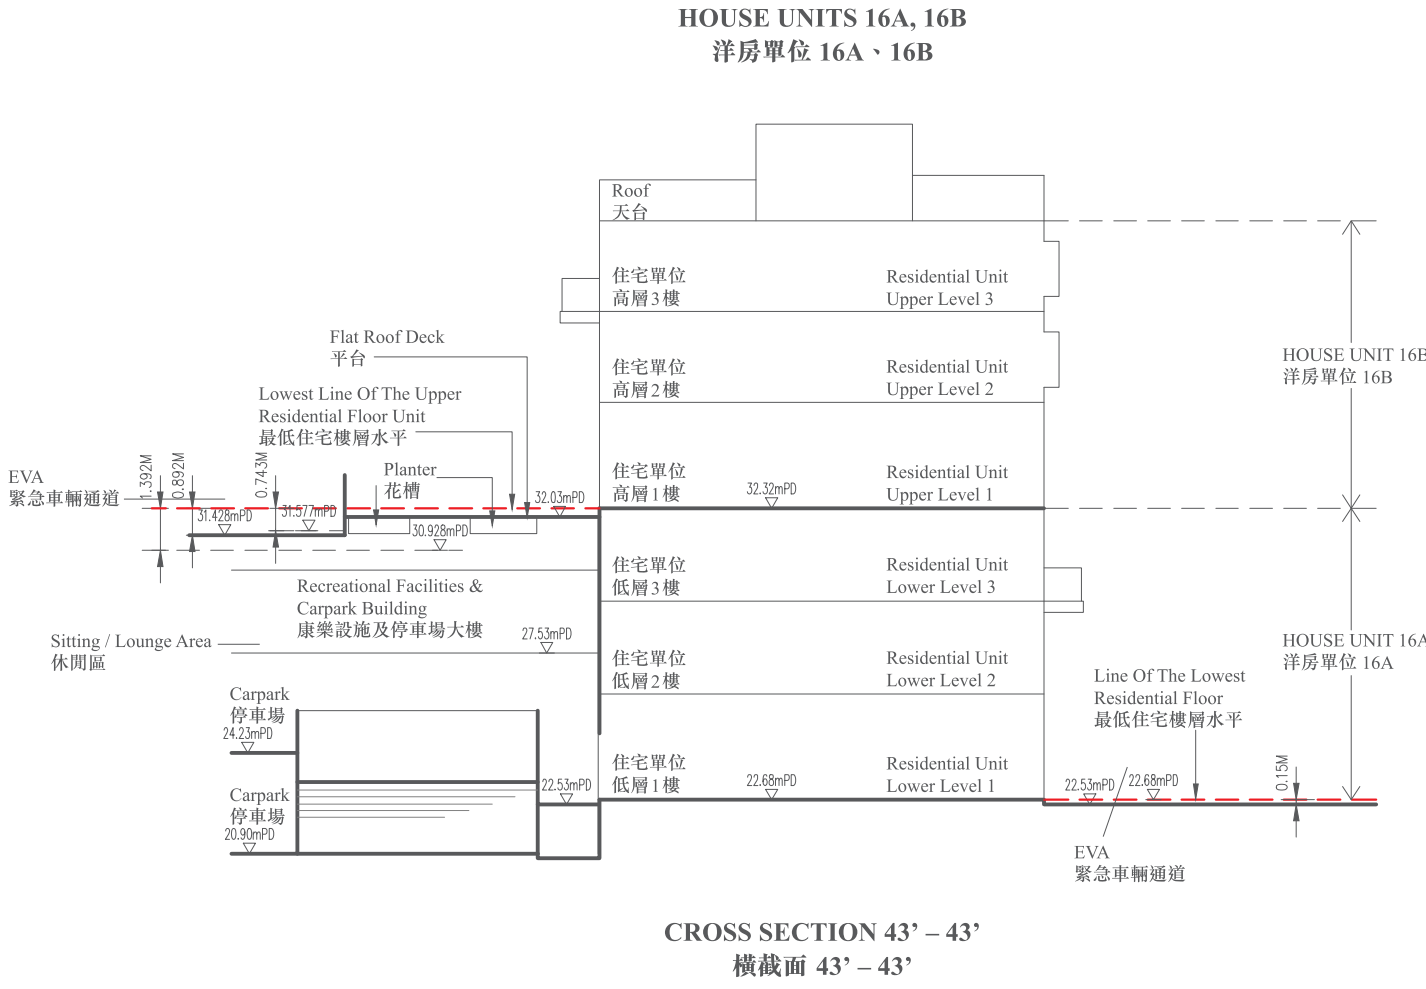 HOUSE UNITS 16A, 16B
洋房單位 16A、16B
Roof
天台
住宅單位
高層3樓
Residential Unit
Upper Level 3
Flat Roof Deck
平台
住宅單位
高層2樓
Residential Unit
Upper Level 2
HOUSE UNIT 16B
洋房單位 16B
Lowest Line Of The Upper
Residential Floor Unit
最低住宅樓層水平
EVA
緊急車輛通道
1.392M
0.892M
0.743M
Planter
花槽
住宅單位
高層1樓
Residential Unit
Upper Level 1
32.03mPD
32.32mPD
31.428mPD
31.577mPD
30.928mPD
住宅單位
低層3樓
Residential Unit
Lower Level 3
Recreational Facilities &
Carpark Building
康樂設施及停車場大樓
Sitting / Lounge Area
休閒區
27.53mPD
住宅單位
低層2樓
Residential Unit
Lower Level 2
HOUSE UNIT 16A
洋房單位 16A
Line Of The Lowest
Residential Floor
最低住宅樓層水平
Carpark
停車場
24.23mPD
住宅單位
低層1樓
Residential Unit
Lower Level 1
22.53mPD
22.68mPD
22.53mPD
22.68mPD
0.15M
Carpark
停車場
20.90mPD
EVA
緊急車輛通道
CROSS SECTION 43’ – 43’
橫截面 43’ – 43’